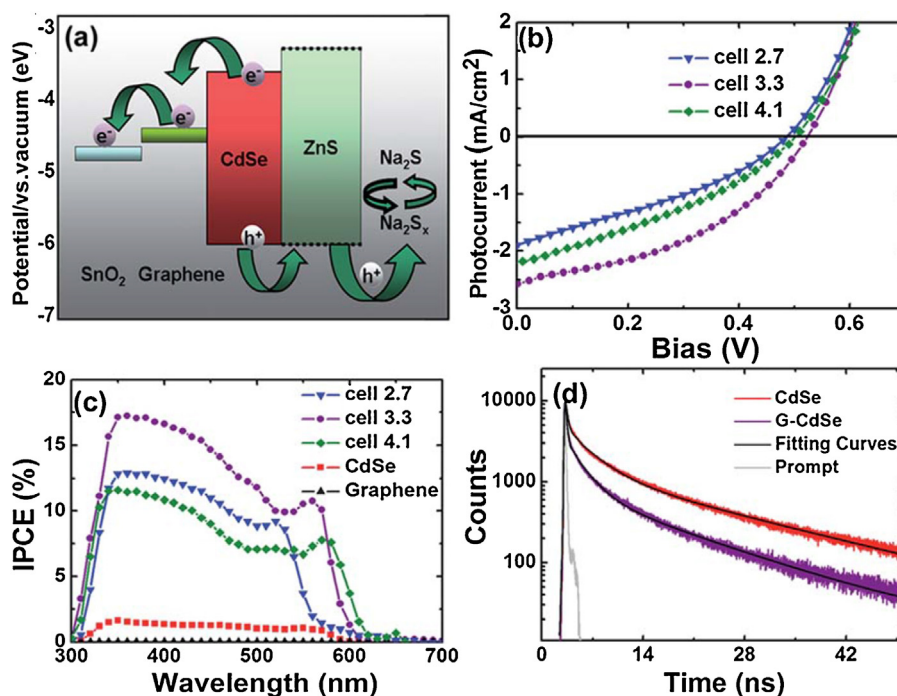 (a)
Potential/vs.vacuum (eV)
-3
-4
-5
-6
-7
e-
e-
e-
CdSe
ZnS
Na2S
Na2Sx
h+
h+
SnO2 Graphene
(b)
Photocurrent (mA/cm²)
2
1
0
-1
-2
-3
cell 2.7
cell 3.3
cell 4.1
0.0 0.2 0.4 0.6
Bias (V)
(c)
IPCE (%)
20
15
10
5
0
cell 2.7
cell 3.3
cell 4.1
CdSe
Graphene
300 400 500 600 700
Wavelength (nm)
(d)
Counts
10000
1000
100
CdSe
G-CdSe
Fitting Curves
Prompt
0 14 28 42
Time (ns)